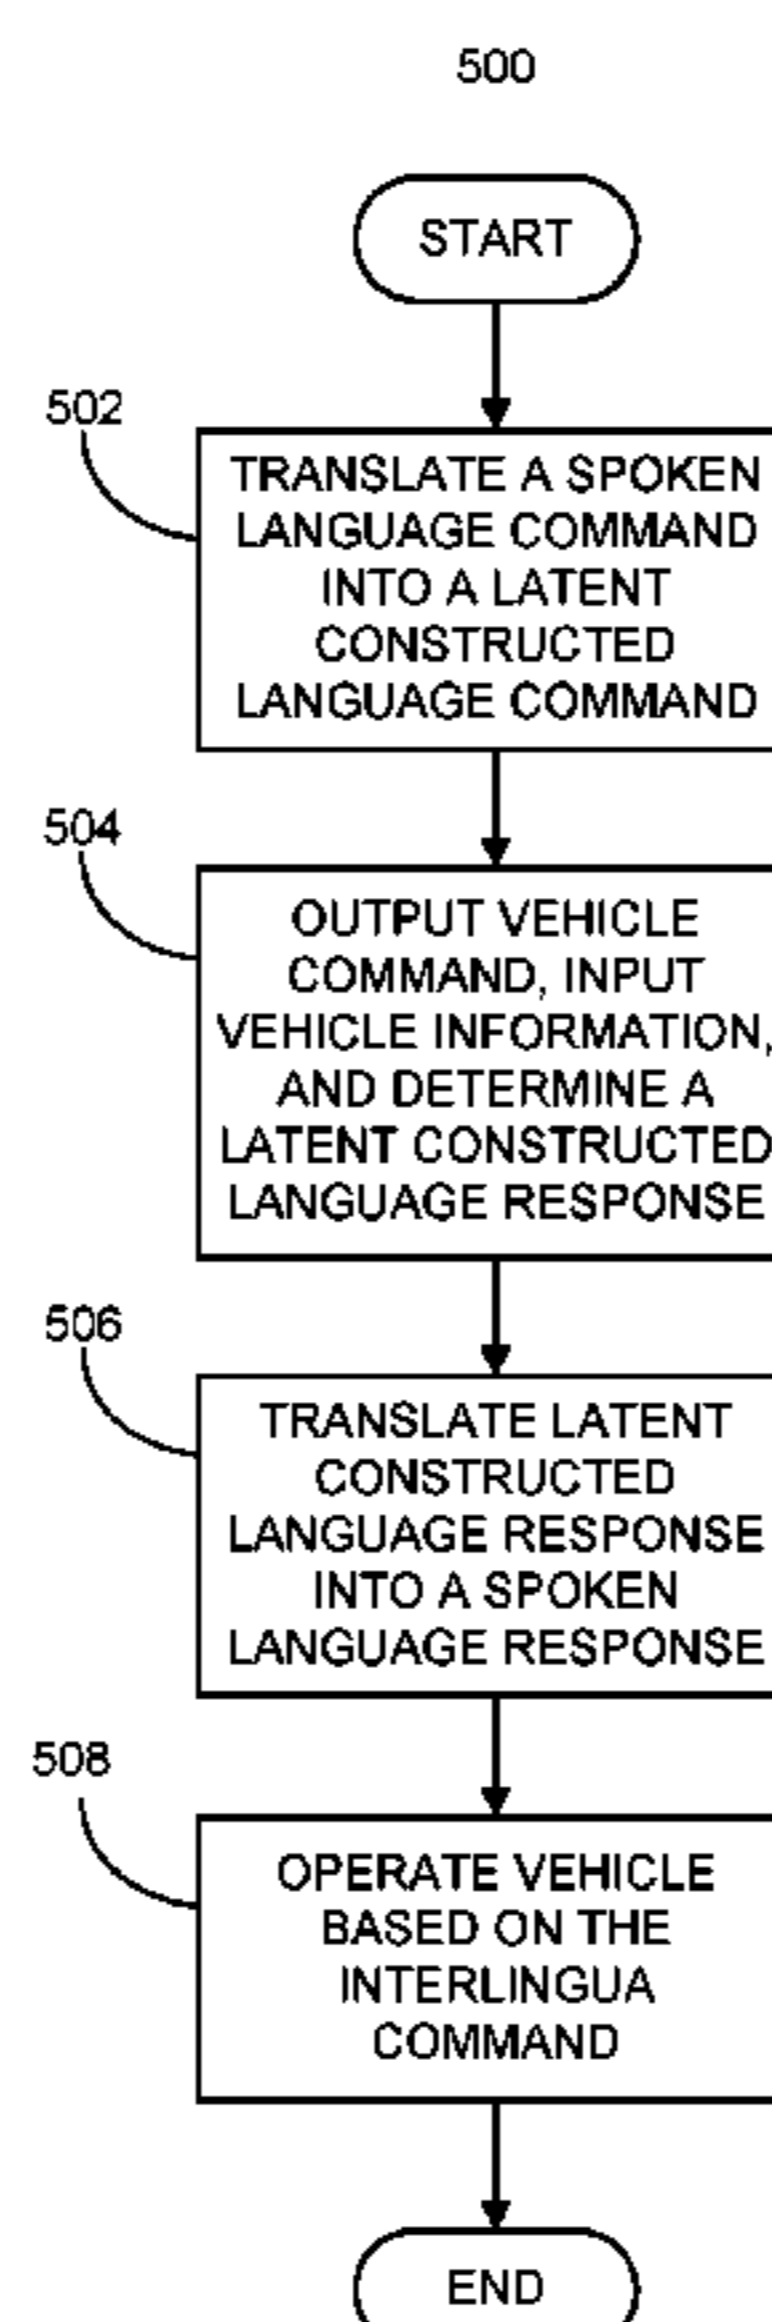 500
START
502
TRANSLATE A SPOKEN
LANGUAGE COMMAND
INTO A LATENT
CONSTRUCTED
LANGUAGE COMMAND
504
OUTPUT VEHICLE
COMMAND, INPUT
VEHICLE INFORMATION,
AND DETERMINE A
LATENT CONSTRUCTED
LANGUAGE RESPONSE
506
TRANSLATE LATENT
CONSTRUCTED
LANGUAGE RESPONSE
INTO A SPOKEN
LANGUAGE RESPONSE
508
OPERATE VEHICLE
BASED ON THE
INTERLINGUA
COMMAND
END